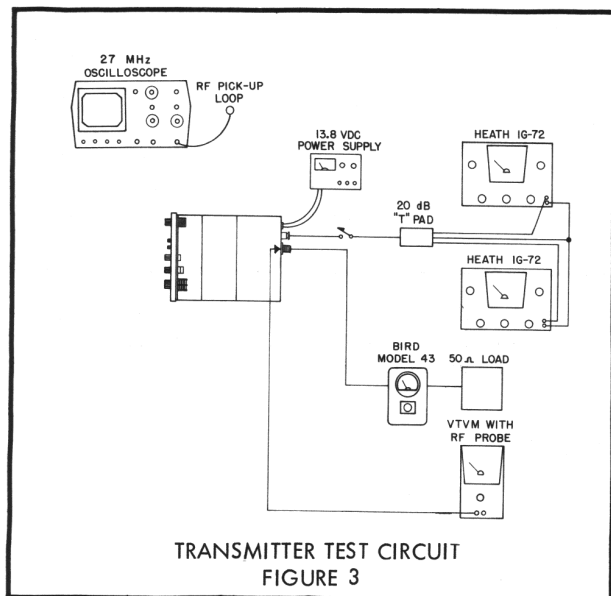 27 MHz
OSCILLOSCOPE
RF PICK-UP
LOOP
13.8 VDC
POWER SUPPLY
HEATH IG-72
20 dB
"T" PAD
HEATH IG-72
BIRD
MODEL 43
50Ω LOAD
VTVM WITH
RF PROBE
TRANSMITTER TEST CIRCUIT
FIGURE 3